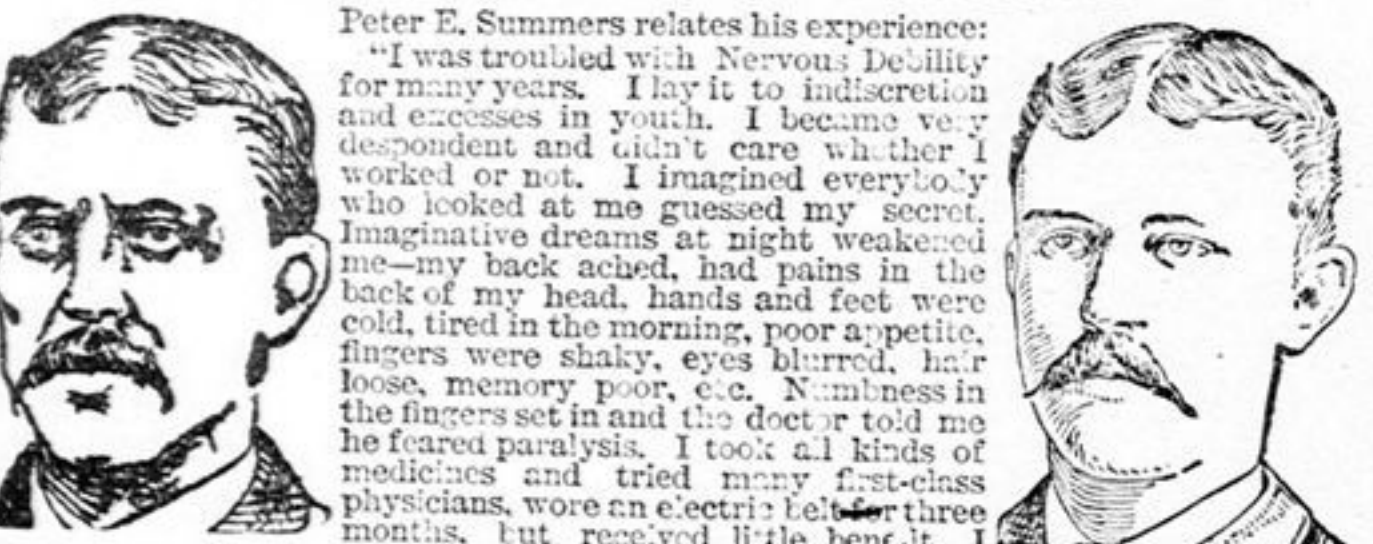 Peter E. Summers relates his experience:
"I was troubled with Nervous Debility
for many years. I lay it to indiscretion
and excesses in youth. I became very
despondent and didn't care whether I
worked or not. I imagined everybody
who looked at me guessed my secret.
Imaginative dreams at night weakened
me—my back ached, had pains in the
back of my head, hands and feet were
cold, tired in the morning, poor appetite,
fingers were shaky, eyes blurred, hair
loose, memory poor, etc. Numbness in
the fingers set in and the doctor told me
he feared paralysis. I took all kinds of
medicines and tried many first-class
physicians, wore an electric belt for three
months, but received little benefit. I